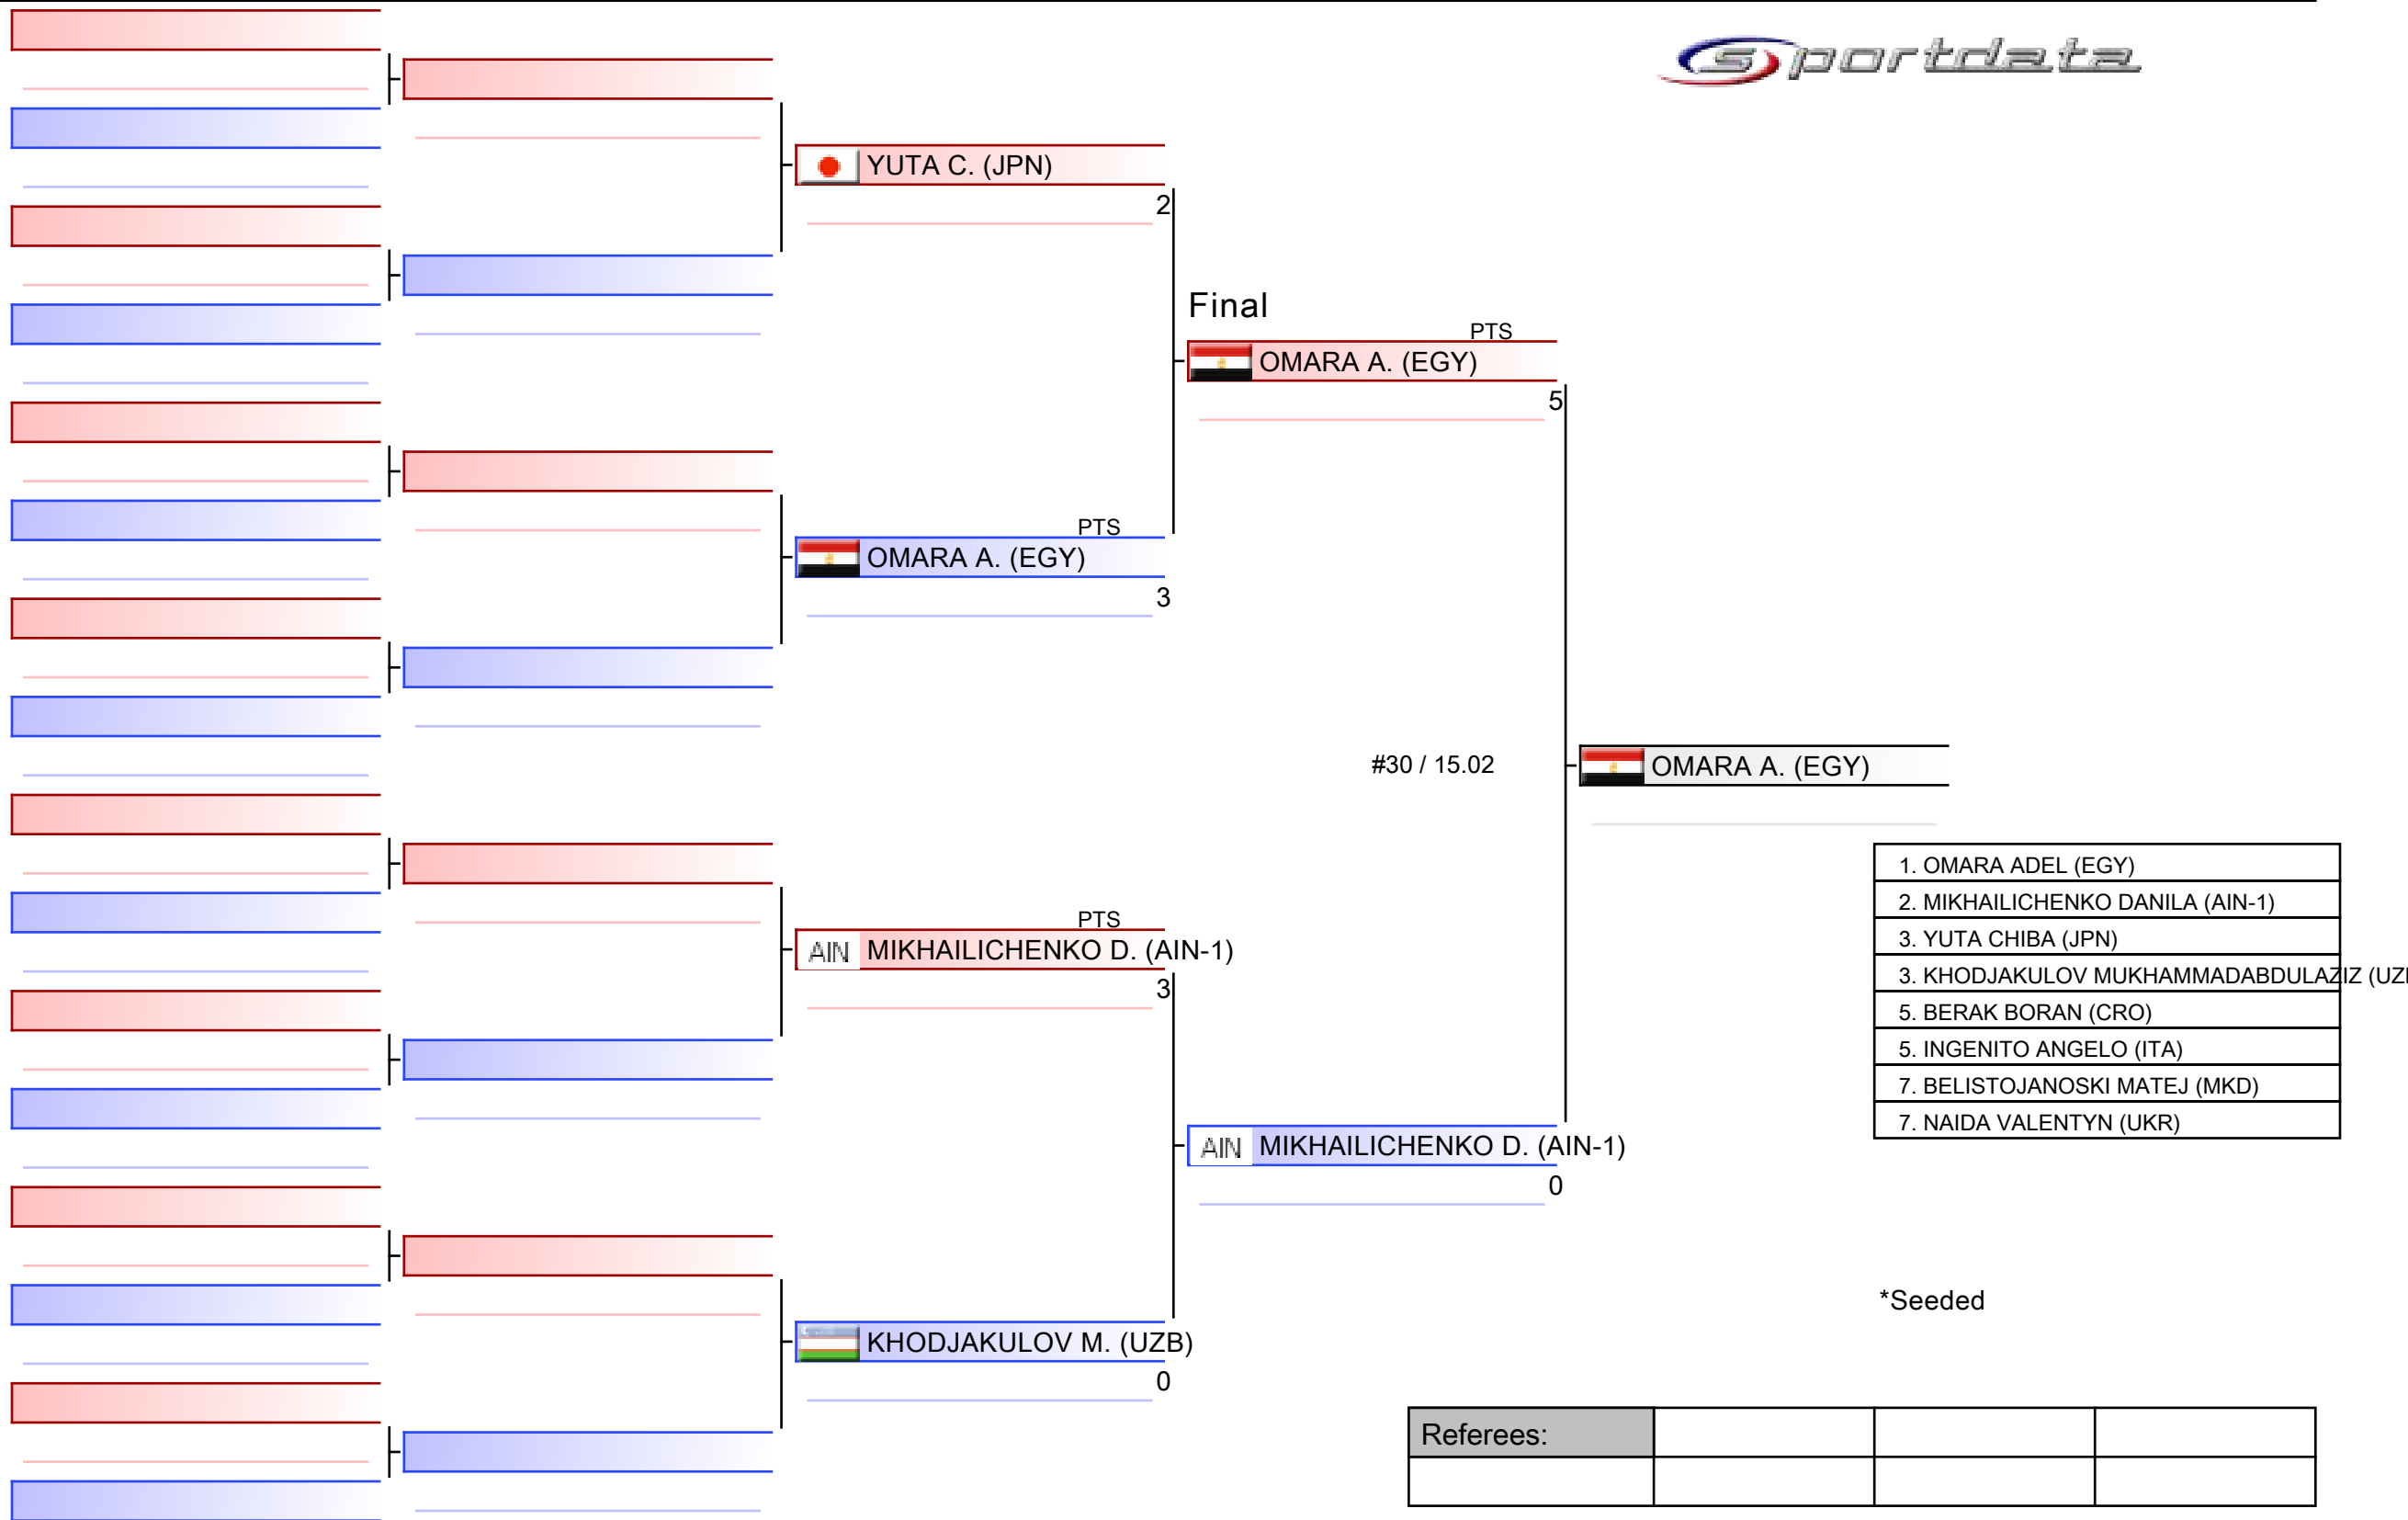 sportdata
YUTA C. (JPN)
2
Final
PTS
OMARA A. (EGY)
5
PTS
OMARA A. (EGY)
3
#30 / 15.02
OMARA A. (EGY)
1. OMARA ADEL (EGY)
2. MIKHAILICHENKO DANILA (AIN-1)
3. YUTA CHIBA (JPN)
3. KHODJAKULOV MUKHAMMADABDULAZIZ (UZ
5. BERAK BORAN (CRO)
5. INGENITO ANGELO (ITA)
7. BELISTOJANOSKI MATEJ (MKD)
7. NAIDA VALENTYN (UKR)
PTS
AIN MIKHAILICHENKO D. (AIN-1)
3
AIN MIKHAILICHENKO D. (AIN-1)
0
*Seeded
KHODJAKULOV M. (UZB)
0
Referees: